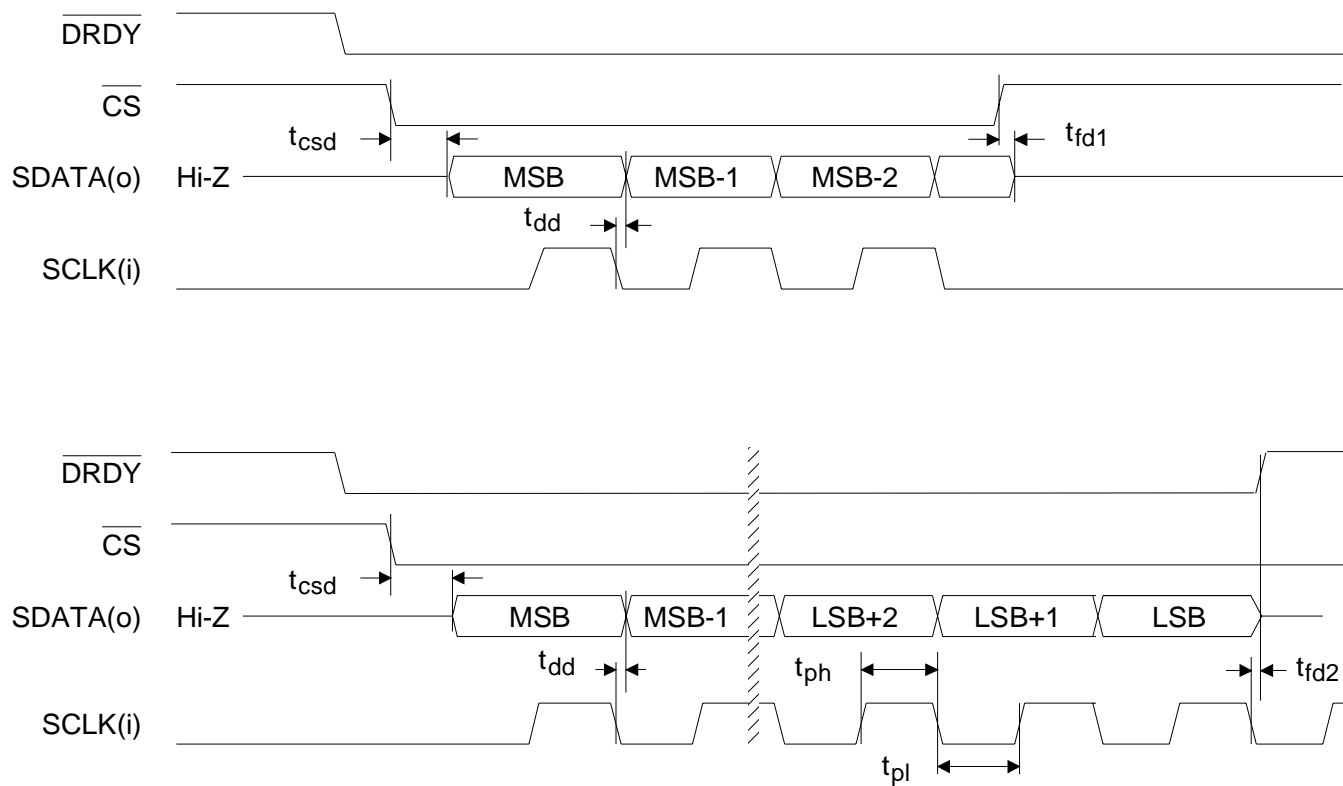 DRDY
CS
tcsd
tfd1
SDATA(o) Hi-Z MSB MSB-1 MSB-2
tdd
SCLK(i)
DRDY
CS
tcsd
SDATA(o) Hi-Z MSB MSB-1 LSB+2 LSB+1 LSB
tdd tph tfd2
SCLK(i)
tpl